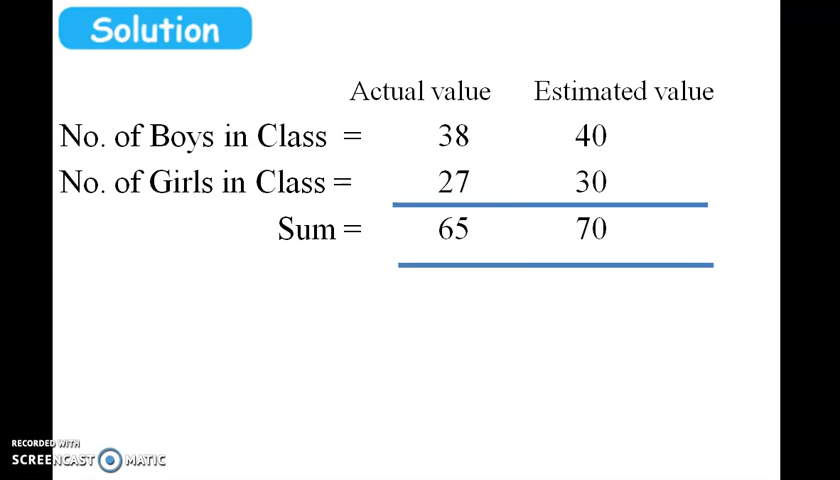 Solution
Actual value Estimated value
No. of Boys in Class = 38 40
No. of Girls in Class = 27 30
Sum = 65 70
RECORDED WITH
SCREENCAST MATIC